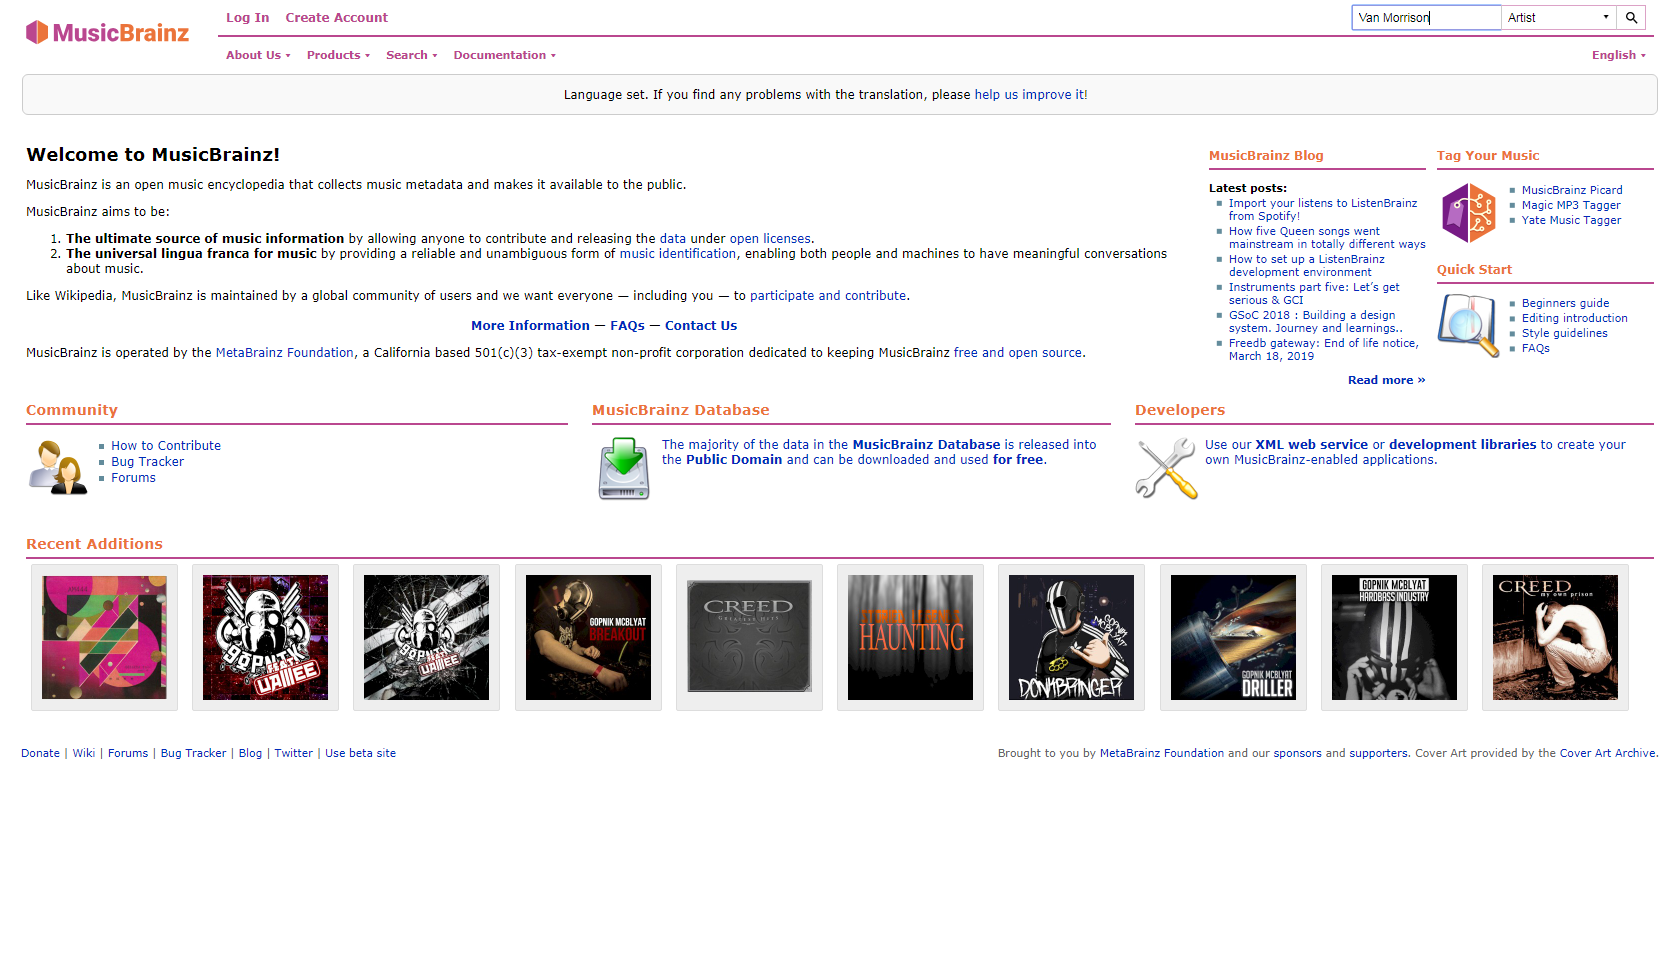 MusicBrainz
Log In Create Account
Van Morrison Artist
About Us Products Search Documentation English
Language set. If you find any problems with the translation, please help us improve it!
Welcome to MusicBrainz!
MusicBrainz is an open music encyclopedia that collects music metadata and makes it available to the public.
MusicBrainz aims to be:
1. The ultimate source of music information by allowing anyone to contribute and releasing the data under open licenses.
2. The universal lingua franca for music by providing a reliable and unambiguous form of music identification, enabling both people and machines to have meaningful conversations
about music.
Like Wikipedia, MusicBrainz is maintained by a global community of users and we want everyone — including you — to participate and contribute.
More Information — FAQs — Contact Us
MusicBrainz is operated by the MetaBrainz Foundation, a California based 501(c)(3) tax-exempt non-profit corporation dedicated to keeping MusicBrainz free and open source.
MusicBrainz Blog
Latest posts:
Import your listens to ListenBrainz
from Spotify!
How five Queen songs went
mainstream in totally different ways
How to set up a ListenBrainz
development environment
Instruments part five: Let's get
serious & GCI
GSoC 2018 : Building a design
system. Journey and learnings..
Freedb gateway: End of life notice,
March 18, 2019
Read more »
Tag Your Music
MusicBrainz Picard
Magic MP3 Tagger
Yate Music Tagger
Quick Start
Beginners guide
Editing introduction
Style guidelines
FAQs
Community
How to Contribute
Bug Tracker
Forums
MusicBrainz Database
The majority of the data in the MusicBrainz Database is released into
the Public Domain and can be downloaded and used for free.
Developers
Use our XML web service or development libraries to create your
own MusicBrainz-enabled applications.
Recent Additions
GOPNIK
FEAT.
UAMEE
GOPNIK
FEAT.
UAMEE
GOPNIK MCBLYAT
BREAKOUT
CREED
GREATEST HITS
HAUNTING
GOPNIK
MCBLYAT
DONKBRINGER
GOPNIK MCBLYAT
DRILLER
GOPNIK MCBLYAT
HARDBASS INDUSTRY
CREED
my own prison
Donate | Wiki | Forums | Bug Tracker | Blog | Twitter | Use beta site
Brought to you by MetaBrainz Foundation and our sponsors and supporters. Cover Art provided by the Cover Art Archive.